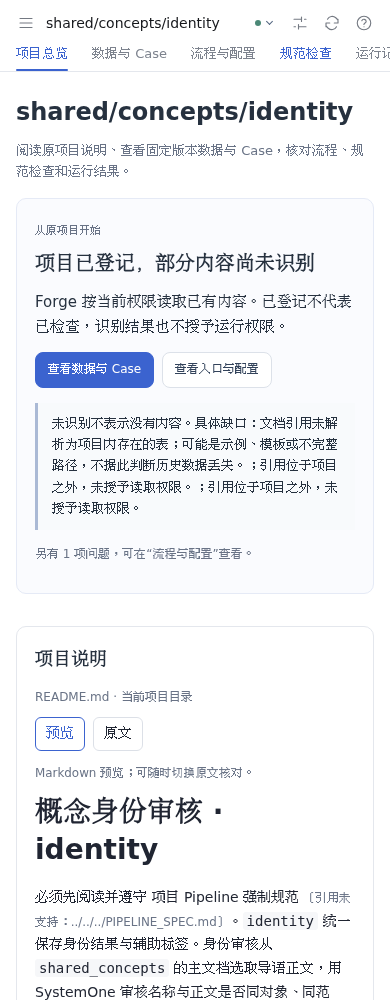 shared/concepts/identity
项目总览 数据与 Case 流程与配置 规范检查 运行记
shared/concepts/identity
阅读原项目说明、查看固定版本数据与 Case，核对流程、规
范检查和运行结果。
从原项目开始
项目已登记，部分内容尚未识别
Forge 按当前权限读取已有内容。已登记不代表
已检查，识别结果也不授予运行权限。
查看数据与 Case 查看入口与配置
未识别不表示没有内容。具体缺口：文档引用未解
析为项目内存在的表；可能是示例、模板或不完整
路径，不据此判断历史数据丢失。；引用位于项目
之外，未授予读取权限。；引用位于项目之外，未
授予读取权限。
另有 1 项问题，可在“流程与配置”查看。
项目说明
README.md · 当前项目目录
预览 原文
Markdown 预览；可随时切换原文核对。
概念身份审核 ·
identity
必须先阅读并遵守 项目 Pipeline 强制规范 〔引用未
支持：../../../PIPELINE_SPEC.md〕。identity 统一
保存身份结果与辅助标签。身份审核从
shared_concepts 的主文档选取导语正文，用
SystemOne 审核名称与正文是否同对象、同范